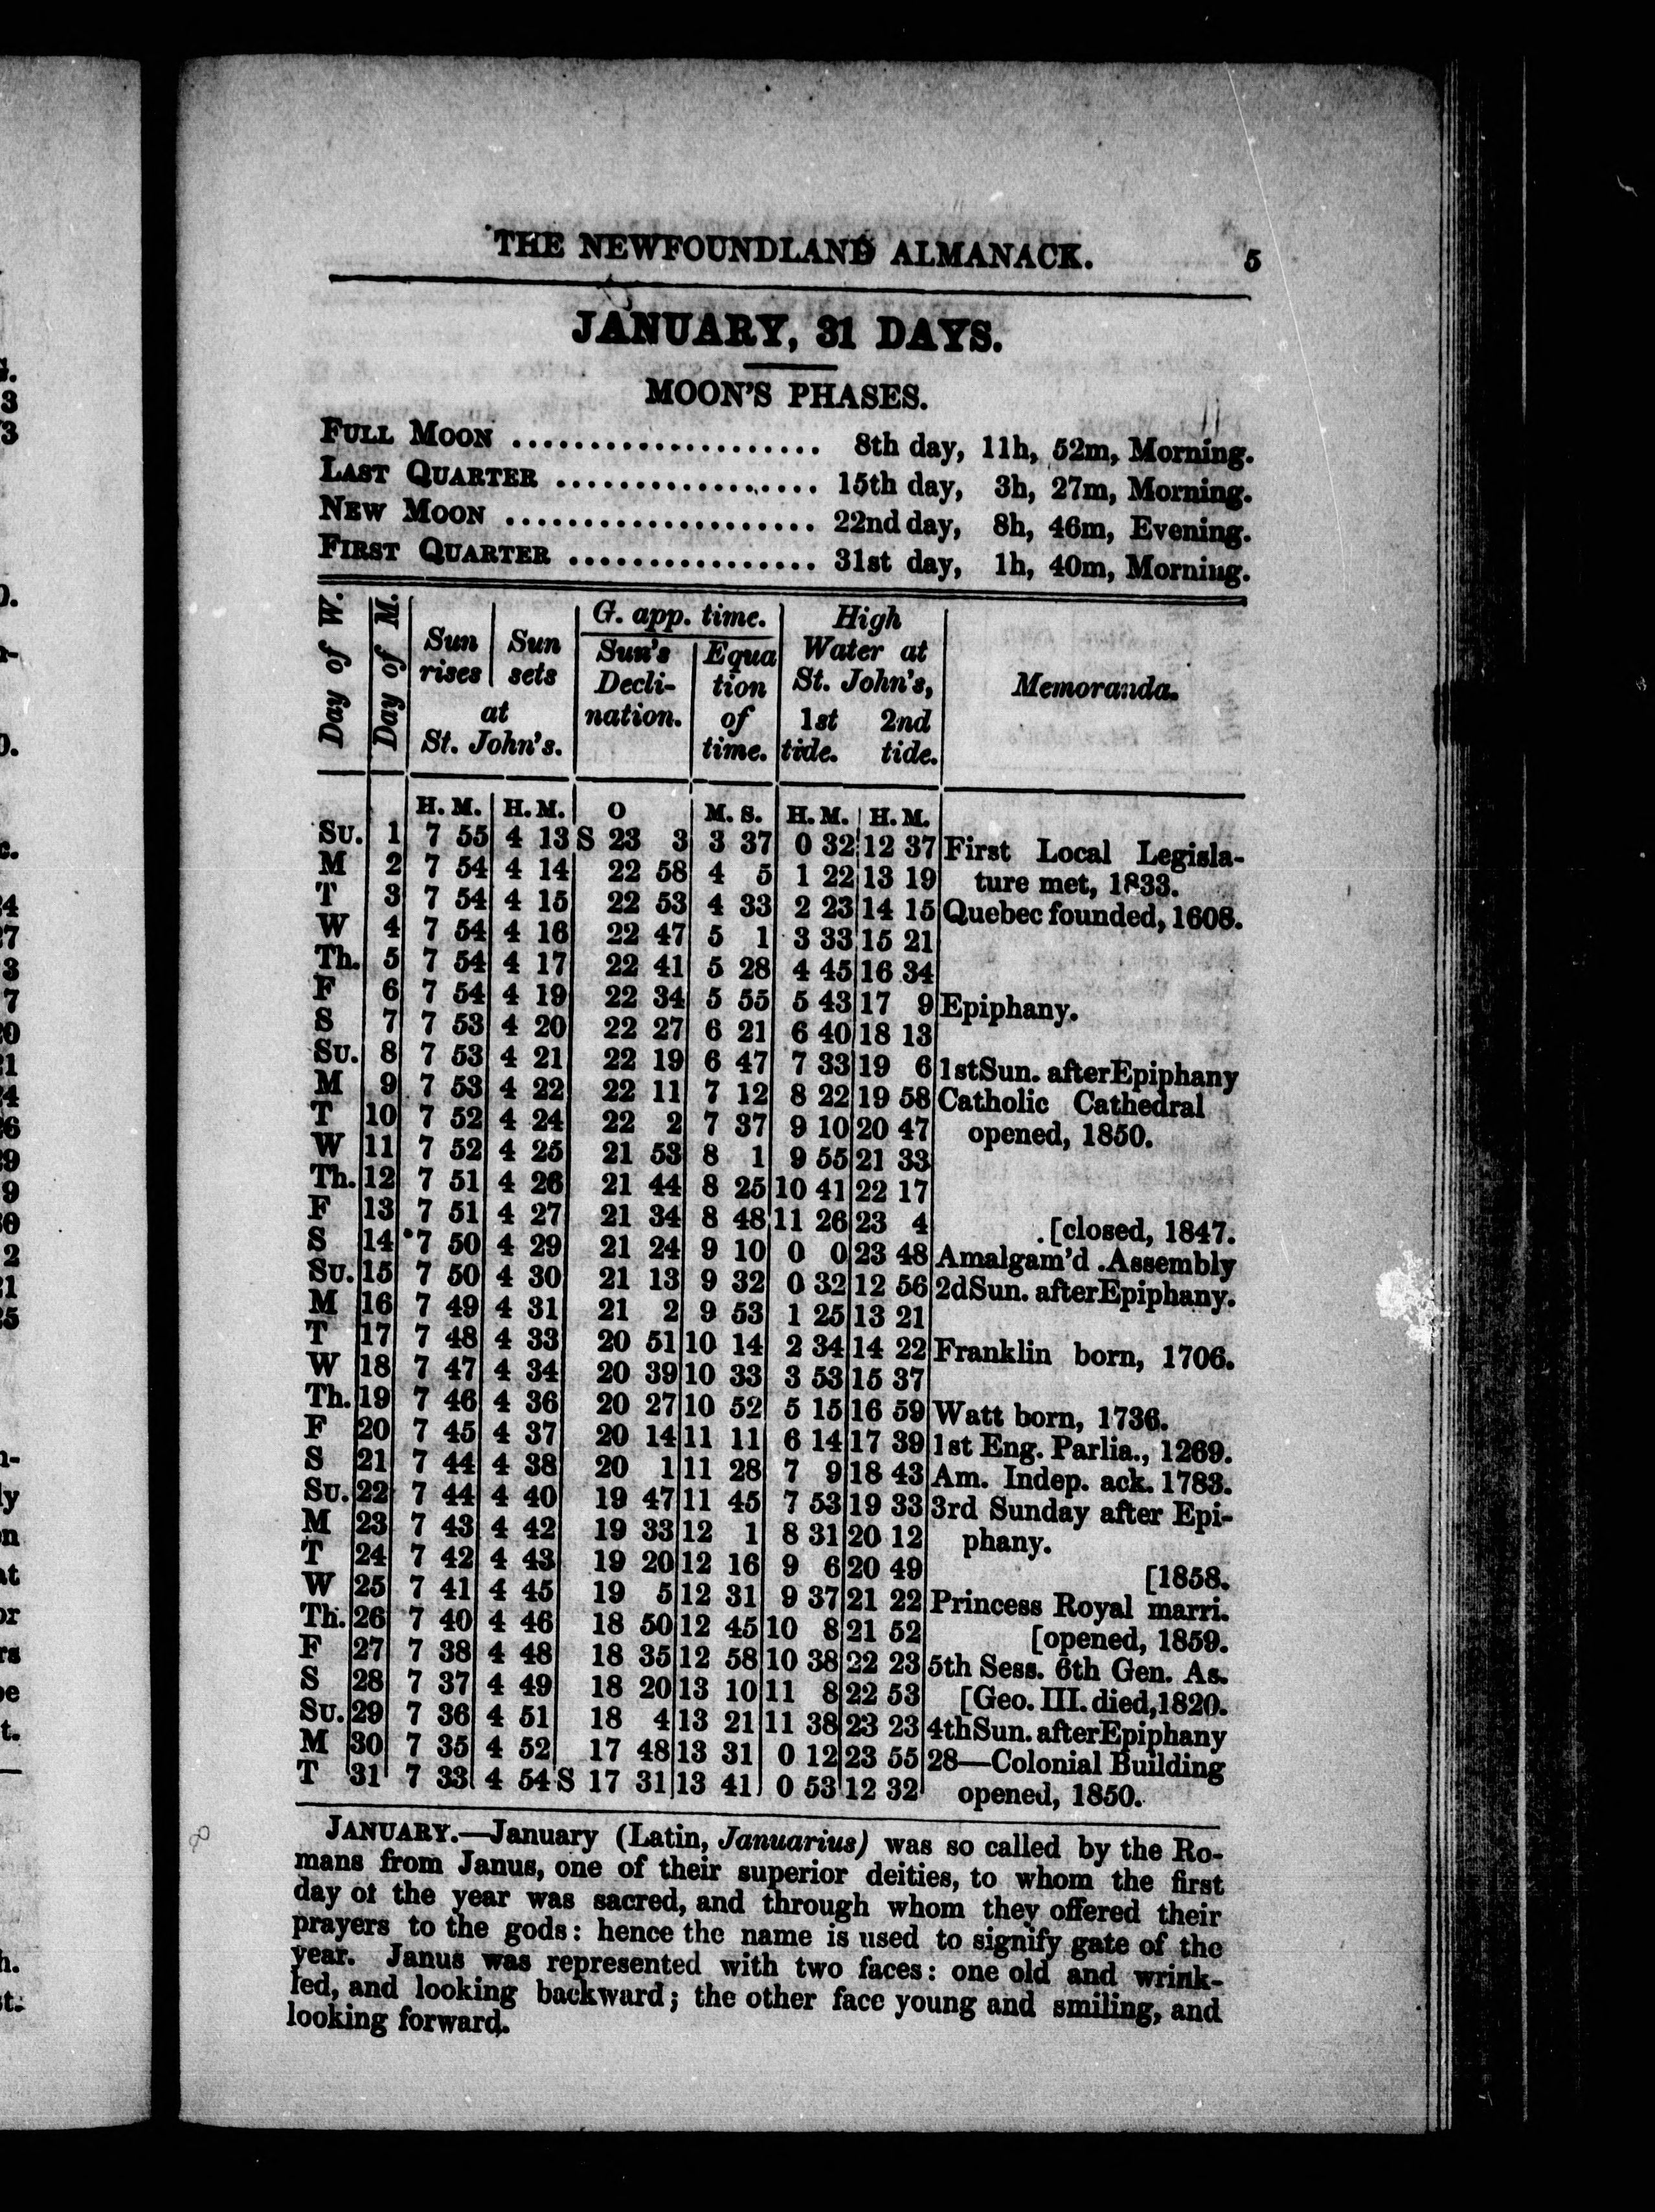 THE NEWFOUNDLAND ALMANACK. 5
JANUARY, 31 DAYS.
MOON'S PHASES.
FULL MOON .................... 8th day, 11h, 52m, Morning.
LAST QUARTER ................. 15th day, 3h, 27m, Morning.
NEW MOON .................... 22nd day, 8h, 46m, Evening.
FIRST QUARTER ................ 31st day, 1h, 40m, Morning.
Day of W.
Day of M.
Sun rises
Sun sets
at
St. John's.
G. app. time.
Sun's Decli-
nation.
Equa
tion
of
time.
High
Water at
St. John's,
1st 2nd
tide. tide.
Memoranda.
H. M. H. M. O M. S. H. M. H. M.
Su. 1 7 55 4 13 S 23 3 3 37 0 32 12 37 First Local Legisla-
M 2 7 54 4 14 22 58 4 5 1 22 13 19 ture met, 1833.
T 3 7 54 4 15 22 53 4 33 2 23 14 15 Quebec founded, 1608.
W 4 7 54 4 16 22 47 5 1 3 33 15 21
Th. 5 7 54 4 17 22 41 5 28 4 45 16 34
F 6 7 54 4 19 22 34 5 55 5 43 17 9 Epiphany.
S 7 7 53 4 20 22 27 6 21 6 40 18 13
Su. 8 7 53 4 21 22 19 6 47 7 33 19 6 1stSun. afterEpiphany
M 9 7 53 4 22 22 11 7 12 8 22 19 58 Catholic Cathedral
T 10 7 52 4 24 22 2 7 37 9 10 20 47 opened, 1850.
W 11 7 52 4 25 21 53 8 1 9 55 21 33
Th. 12 7 51 4 26 21 44 8 25 10 41 22 17
F 13 7 51 4 27 21 34 8 48 11 26 23 4 [closed, 1847.
S 14 7 50 4 29 21 24 9 10 0 0 23 48 Amalgam'd Assembly
Su. 15 7 50 4 30 21 13 9 32 0 32 12 56 2dSun. afterEpiphany.
M 16 7 49 4 31 21 2 9 53 1 25 13 21
T 17 7 48 4 33 20 51 10 14 2 34 14 22 Franklin born, 1706.
W 18 7 47 4 34 20 39 10 33 3 53 15 37
Th. 19 7 46 4 36 20 27 10 52 5 15 16 59 Watt born, 1736.
F 20 7 45 4 37 20 14 11 11 6 14 17 39 1st Eng. Parlia., 1269.
S 21 7 44 4 38 20 1 11 28 7 9 18 43 Am. Indep. ack. 1783.
Su. 22 7 44 4 40 19 47 11 45 7 53 19 33 3rd Sunday after Epi-
M 23 7 43 4 42 19 33 12 1 8 31 20 12 phany.
T 24 7 42 4 43 19 20 12 16 9 6 20 49 [1858.
W 25 7 41 4 45 19 5 12 31 9 37 21 22 Princess Royal marri.
Th. 26 7 40 4 46 18 50 12 45 10 8 21 52 [opened, 1859.
F 27 7 38 4 48 18 35 12 58 10 38 22 23 5th Sess. 6th Gen. As.
S 28 7 37 4 49 18 20 13 10 11 8 22 53 [Geo. III. died,1820.
Su. 29 7 36 4 51 18 4 13 21 11 38 23 23 4thSun. afterEpiphany
M 30 7 35 4 52 17 48 13 31 0 12 23 55 28—Colonial Building
T 31 7 33 4 54 S 17 31 13 41 0 53 12 32 opened, 1850.
JANUARY.—January (Latin, Januarius) was so called by the Ro-
mans from Janus, one of their superior deities, to whom the first
day of the year was sacred, and through whom they offered their
prayers to the gods: hence the name is used to signify gate of the
year. Janus was represented with two faces: one old and wrink-
led, and looking backward; the other face young and smiling, and
looking forward.